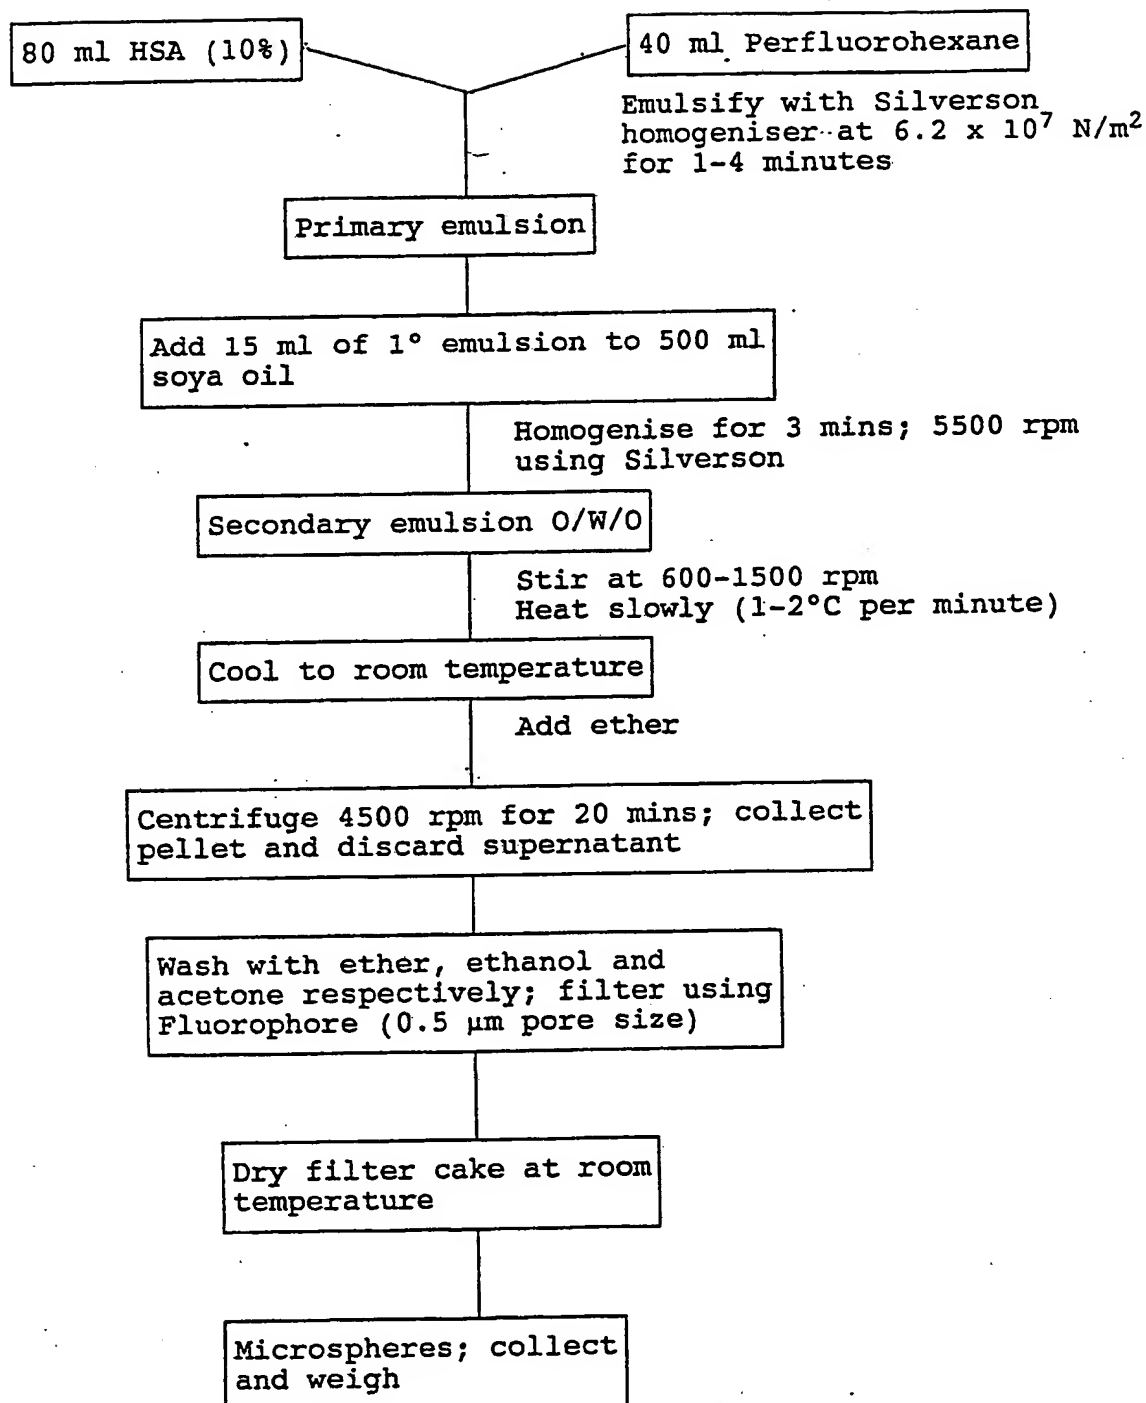 80 ml HSA (10%)
40 ml Perfluorohexane
Emulsify with Silverson
homogeniser at 6.2 x 10⁷ N/m²
for 1-4 minutes
Primary emulsion
Add 15 ml of 1° emulsion to 500 ml
soya oil
Homogenise for 3 mins; 5500 rpm
using Silverson
Secondary emulsion O/W/O
Stir at 600-1500 rpm
Heat slowly (1-2°C per minute)
Cool to room temperature
Add ether
Centrifuge 4500 rpm for 20 mins; collect
pellet and discard supernatant
Wash with ether, ethanol and
acetone respectively; filter using
Fluorophore (0.5 µm pore size)
Dry filter cake at room
temperature
Microspheres; collect
and weigh